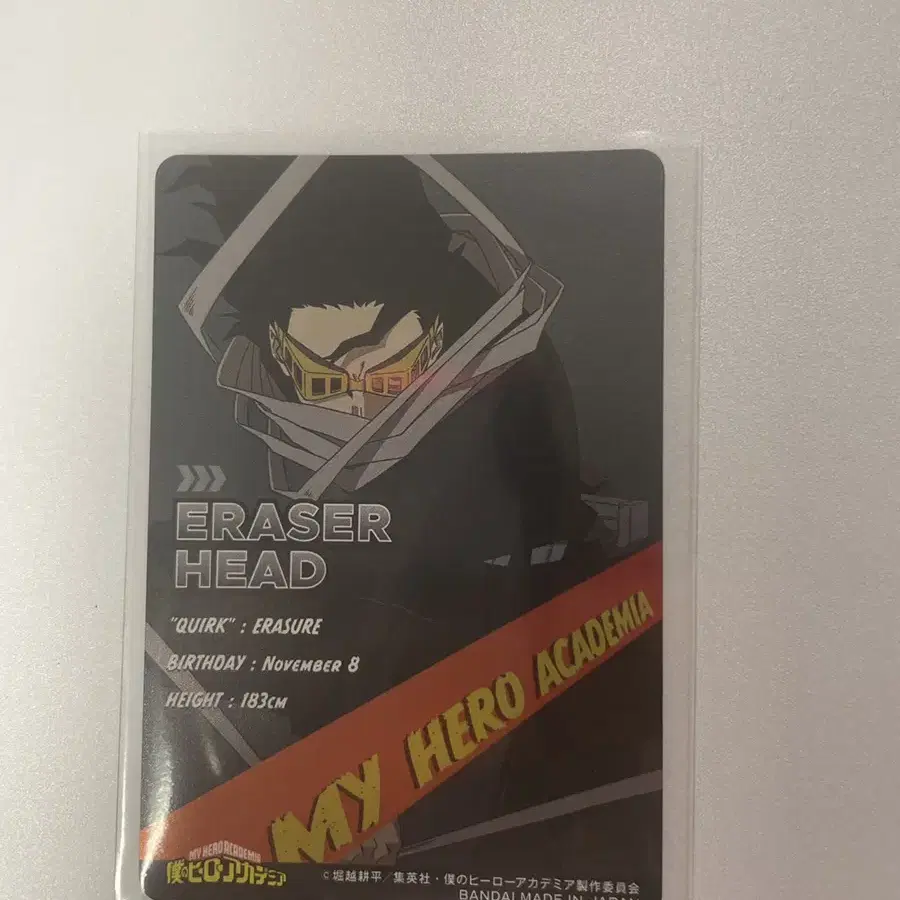 ERASER
HEAD
"QUIRK" : ERASURE
BIRTHDAY : NOVEMBER 8
HEIGHT : 183CM
MY HERO ACADEMIA
MY HERO ACADEMIA
僕のヒーローアカデミア
©堀越耕平／集英社・僕のヒーローアカデミア製作委員会
BANDAI MADE IN JAPAN